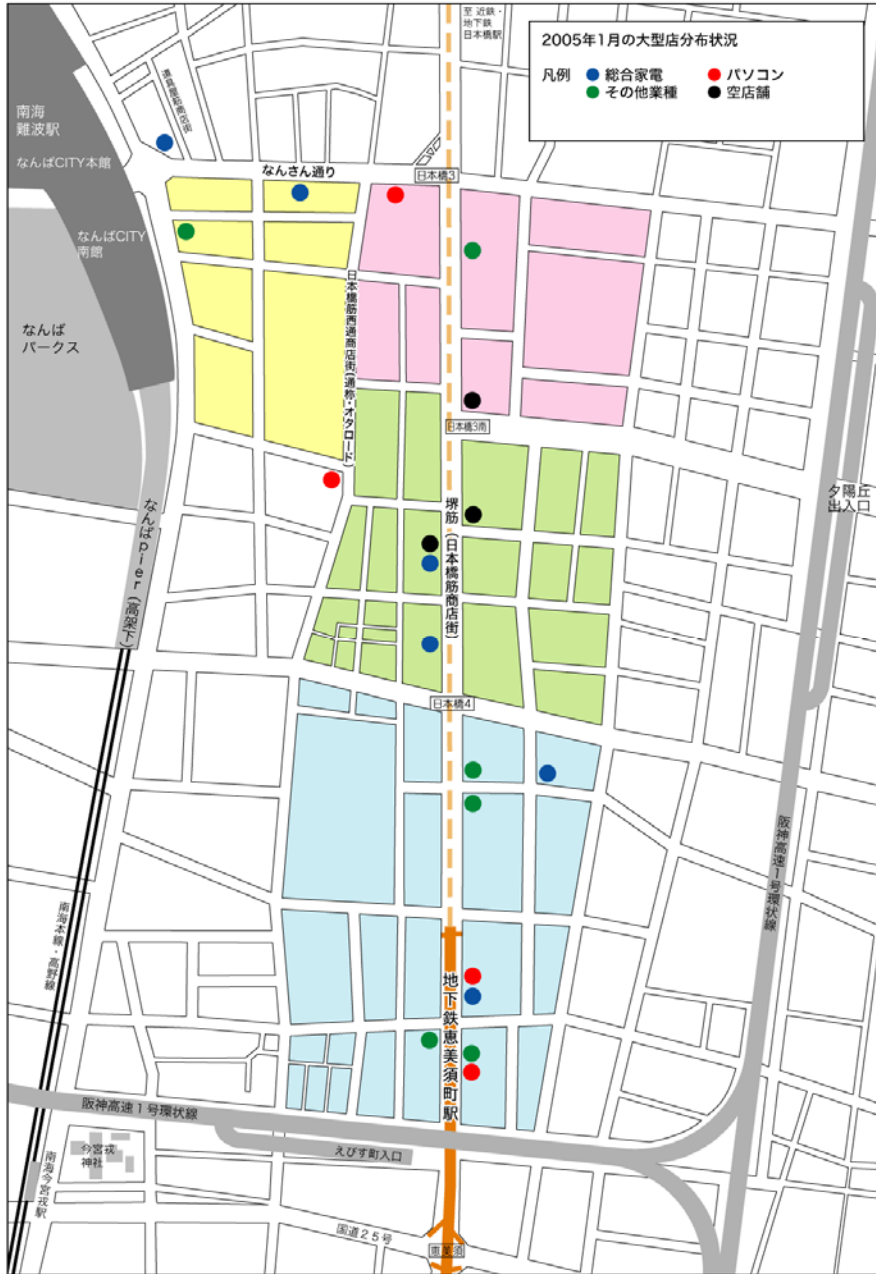 至 近鉄・
地下鉄
日本橋駅
2005年1月の大型店分布状況
凡例 総合家電 パソコン
その他業種 空店舗
道具屋筋商店街
南海
難波駅
なんばCITY本館
なんさん通り
日本橋3
なんばCITY
南館
なんば
パークス
日本橋筋西通商店街(通称・オタロード)
日本橋3南
夕陽丘
出入口
堺筋(日本橋筋商店街)
なんばpier(高架下)
日本橋4
阪神高速1号環状線
南海本線・高野線
地下鉄恵美須町駅
阪神高速1号環状線
えびす町入口
今宮戎
神社
南海今宮戎駅
国道25号
恵美須